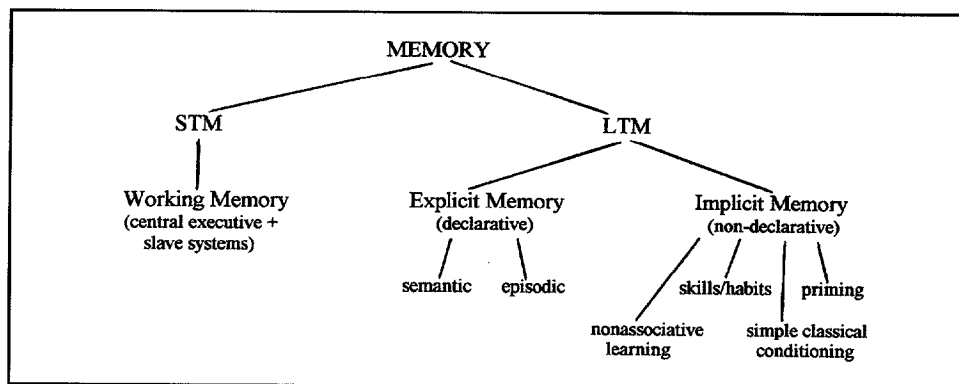 MEMORY
STM
LTM
Working Memory
(central executive +
slave systems)
Explicit Memory
(declarative)
Implicit Memory
(non-declarative)
semantic
episodic
skills/habits
priming
nonassociative
learning
simple classical
conditioning